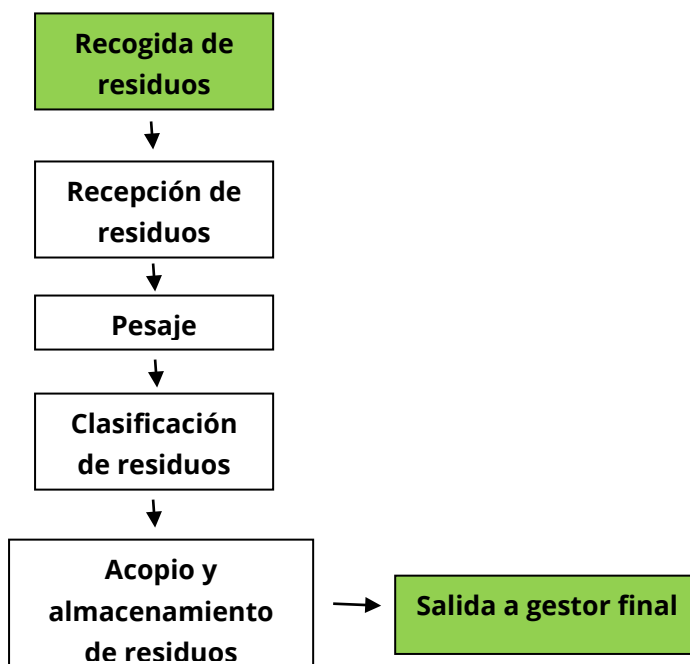 Recogida de
residuos
Recepción de
residuos
Pesaje
Clasificación
de residuos
Acopio y
almacenamiento
de residuos
Salida a gestor final